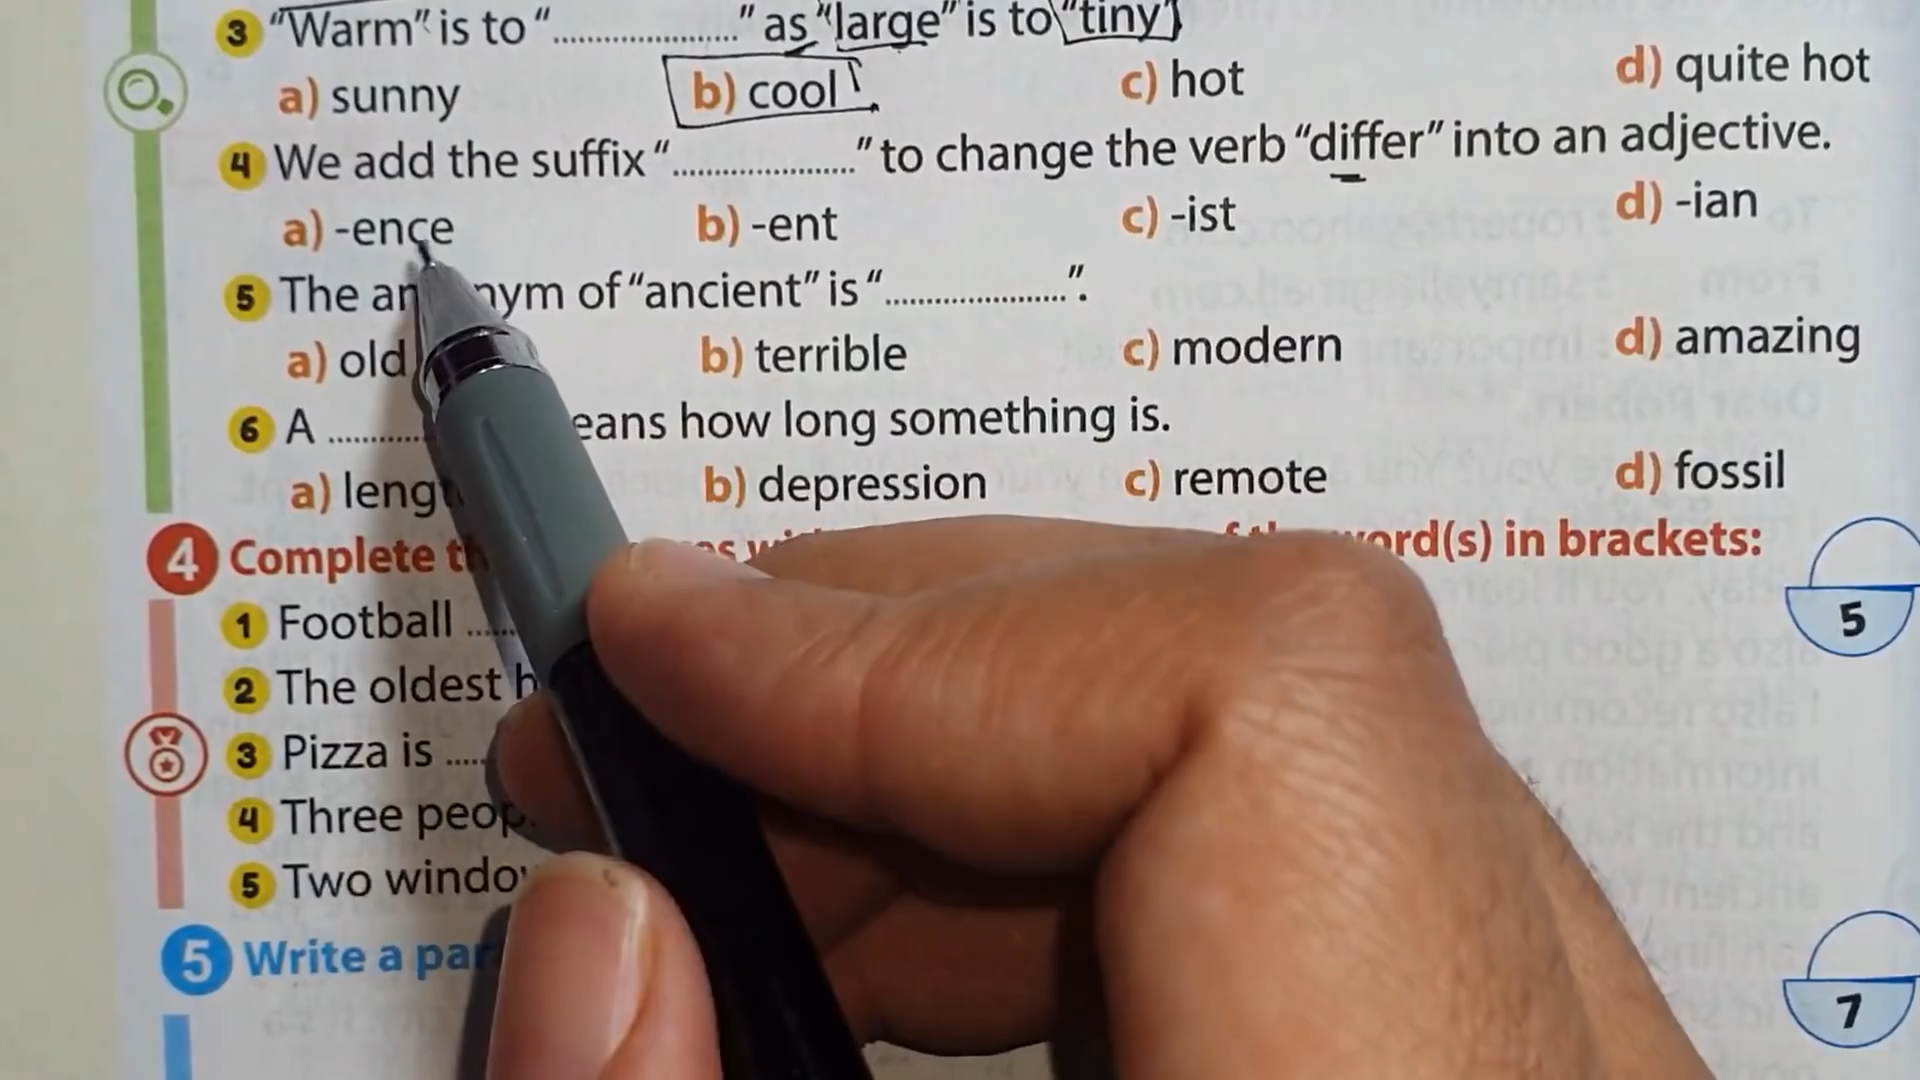 3 "Warm" is to "....................." as "large" is to "tiny"
a) sunny b) cool c) hot d) quite hot
4 We add the suffix "....................." to change the verb "differ" into an adjective.
a) -ence b) -ent c) -ist d) -ian
5 The an nym of "ancient" is ".....................".
a) old b) terrible c) modern d) amazing
6 A ............ eans how long something is.
a) lengt b) depression c) remote d) fossil
4 Complete th word(s) in brackets:
5
1 Football ......
2 The oldest h
3 Pizza is .....
4 Three peop
5 Two windo
5 Write a par
7